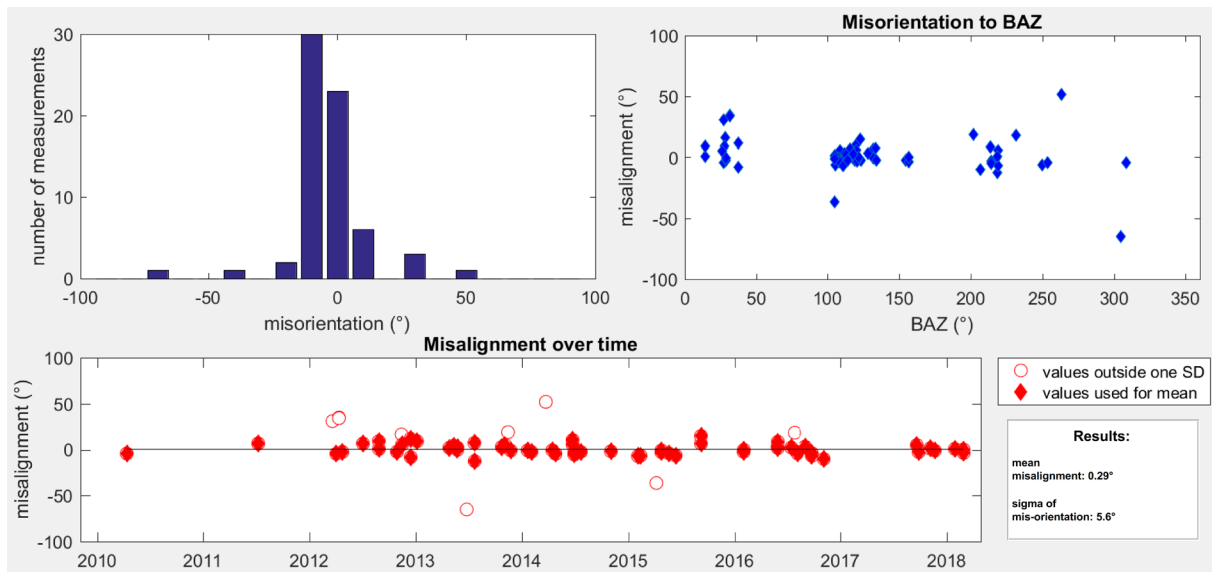 Misorientation to BAZ
30
20
10
0
number of measurements
-100
-50
0
50
100
misorientation (°)
100
50
0
-50
-100
misalignment (°)
0
50
100
150
200
250
300
350
BAZ (°)
Misalignment over time
100
50
0
-50
-100
misalignment (°)
2010
2011
2012
2013
2014
2015
2016
2017
2018
values outside one SD
values used for mean
Results:
mean
misalignment: 0.29°
sigma of
mis-orientation: 5.6°